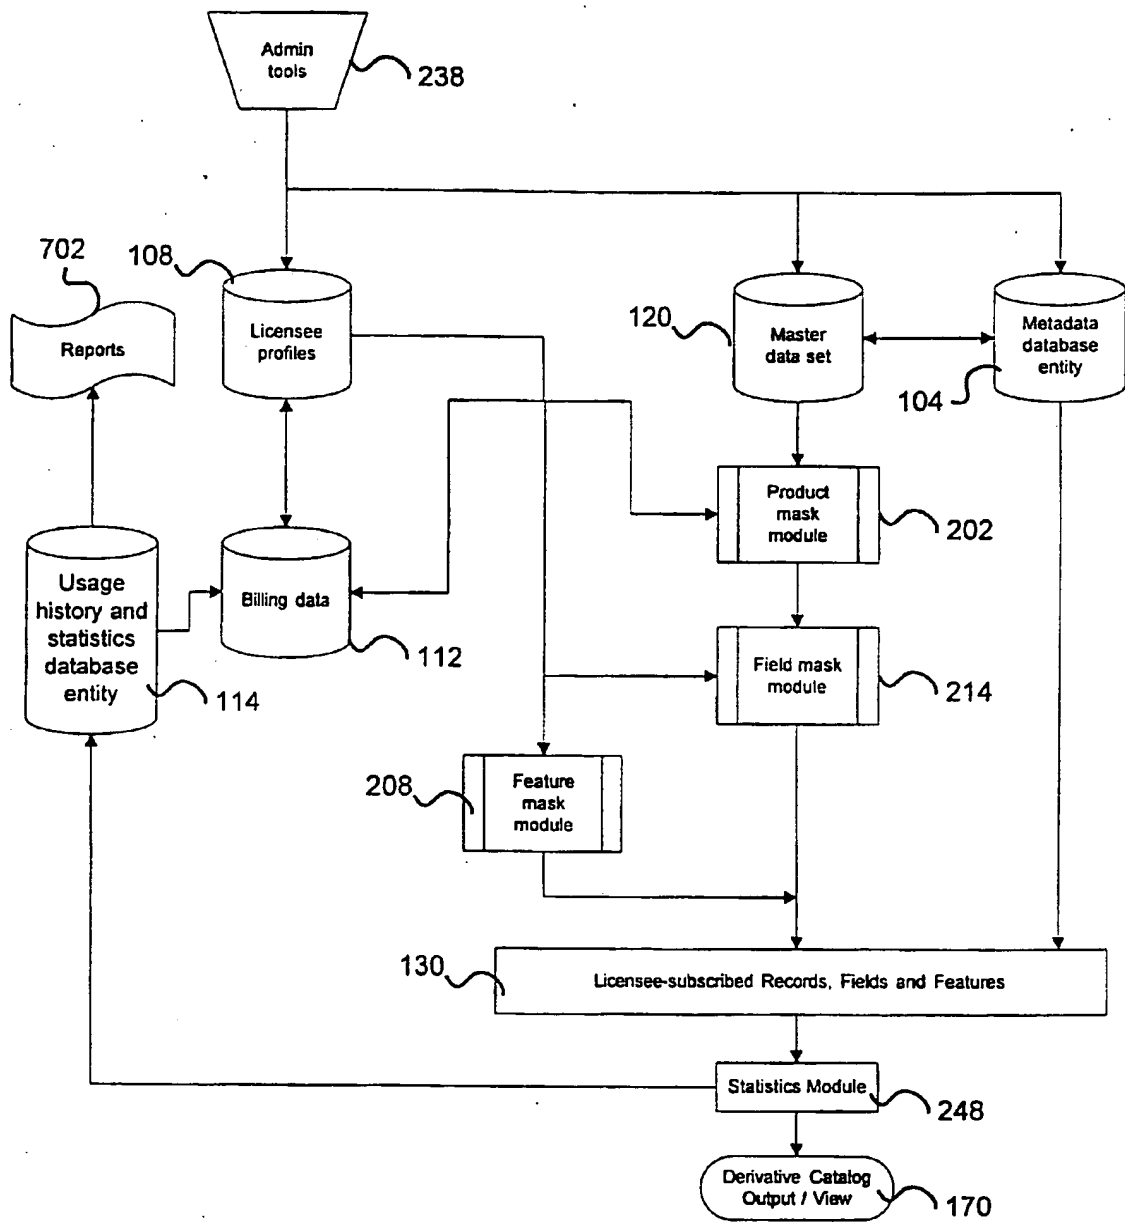 Admin
tools
238
702
108
Reports
Licensee
profiles
120
Master
data set
Metadata
database
entity
104
Product
mask
module
202
Usage
history and
statistics
database
entity
114
Billing data
112
Field mask
module
214
208
Feature
mask
module
130
Licensee-subscribed Records, Fields and Features
Statistics Module
248
Derivative Catalog
Output / View
170